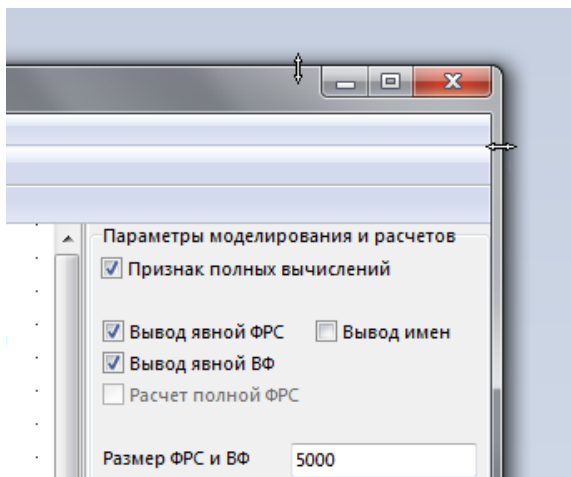 Параметры моделирования и расчетов
Признак полных вычислений
Вывод явной ФРС Вывод имен
Вывод явной ВФ
Расчет полной ФРС
Размер ФРС и ВФ 5000